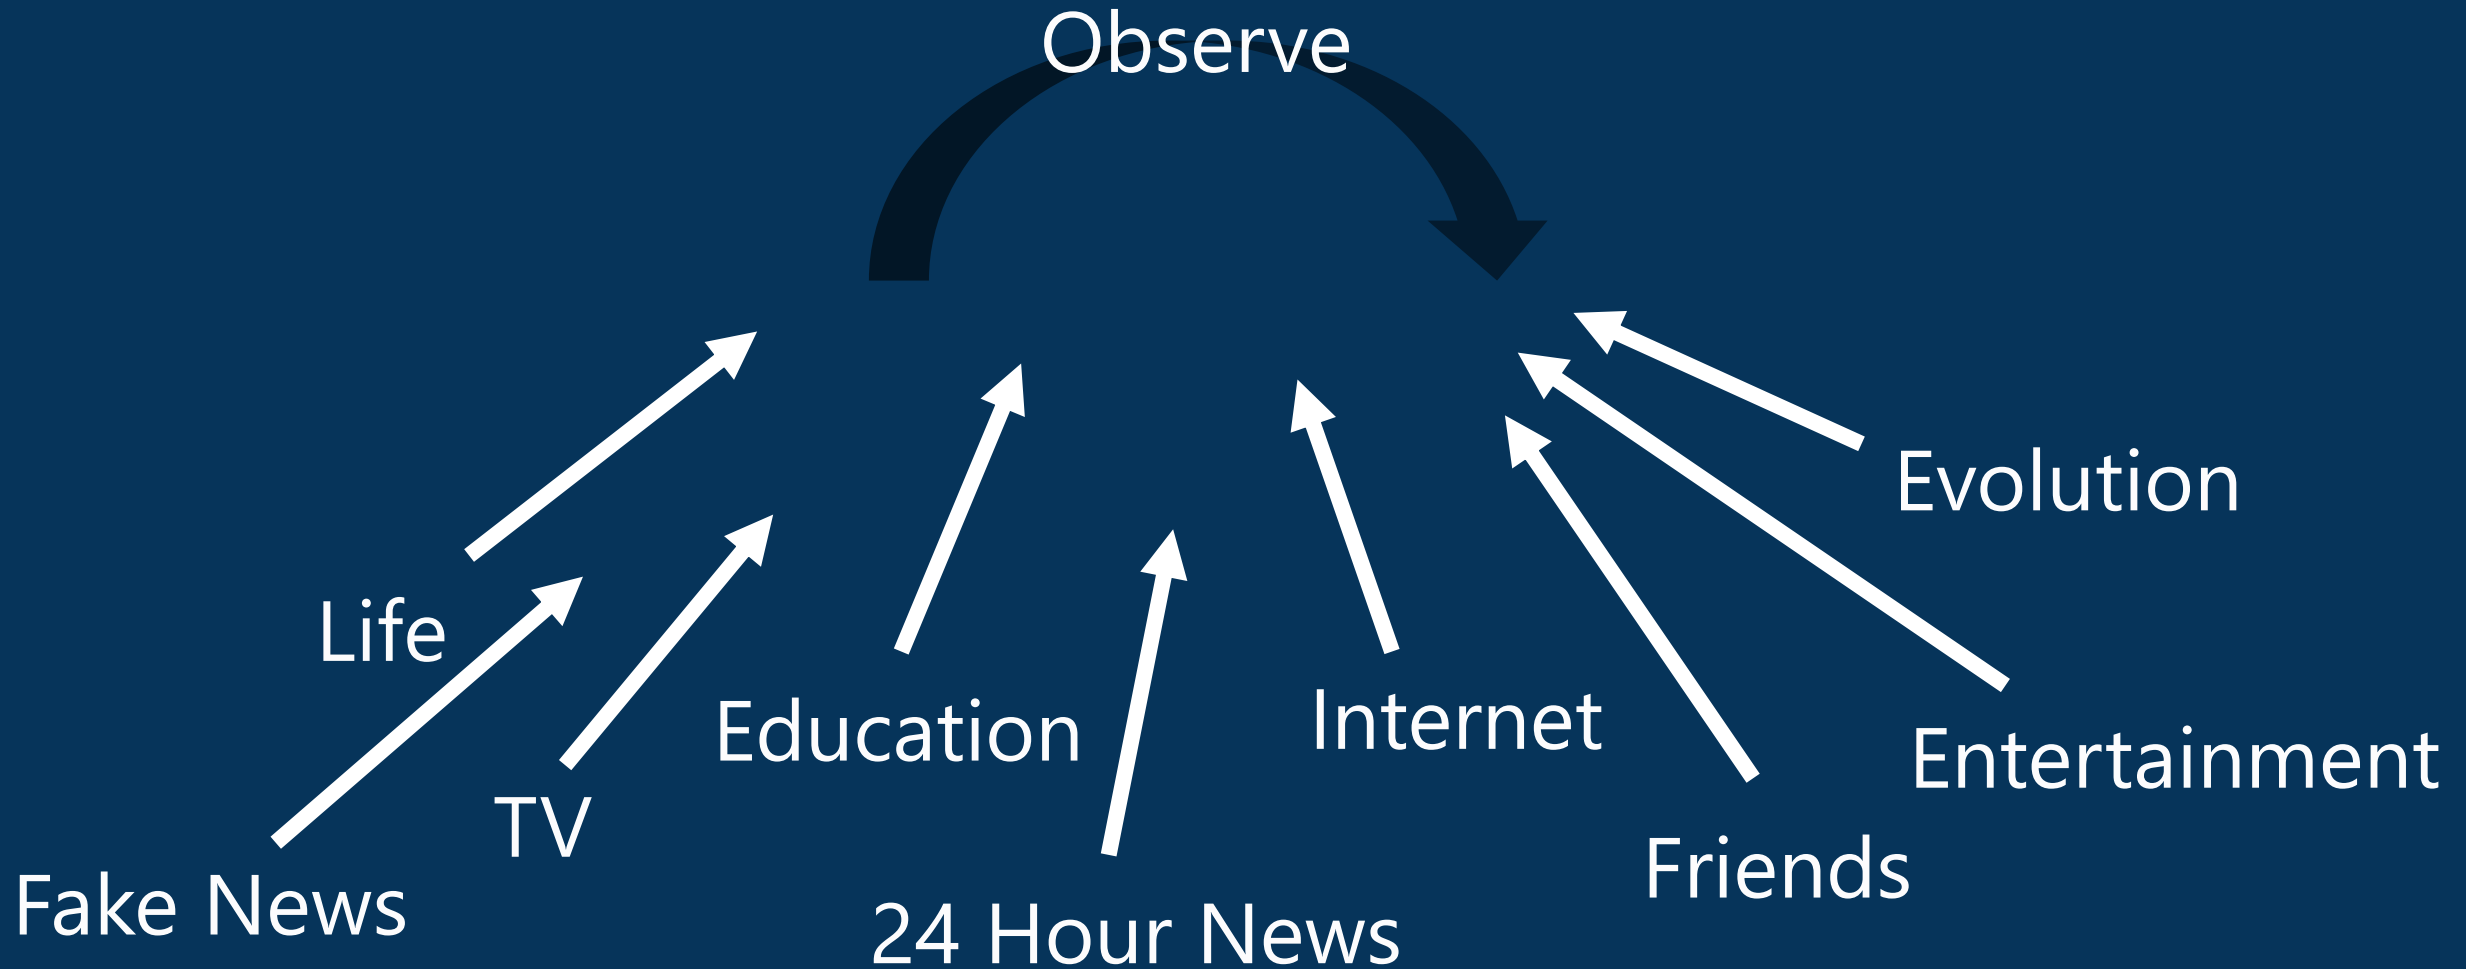 Observe
Evolution
Life
Education
Internet
Entertainment
TV
Friends
Fake News
24 Hour News